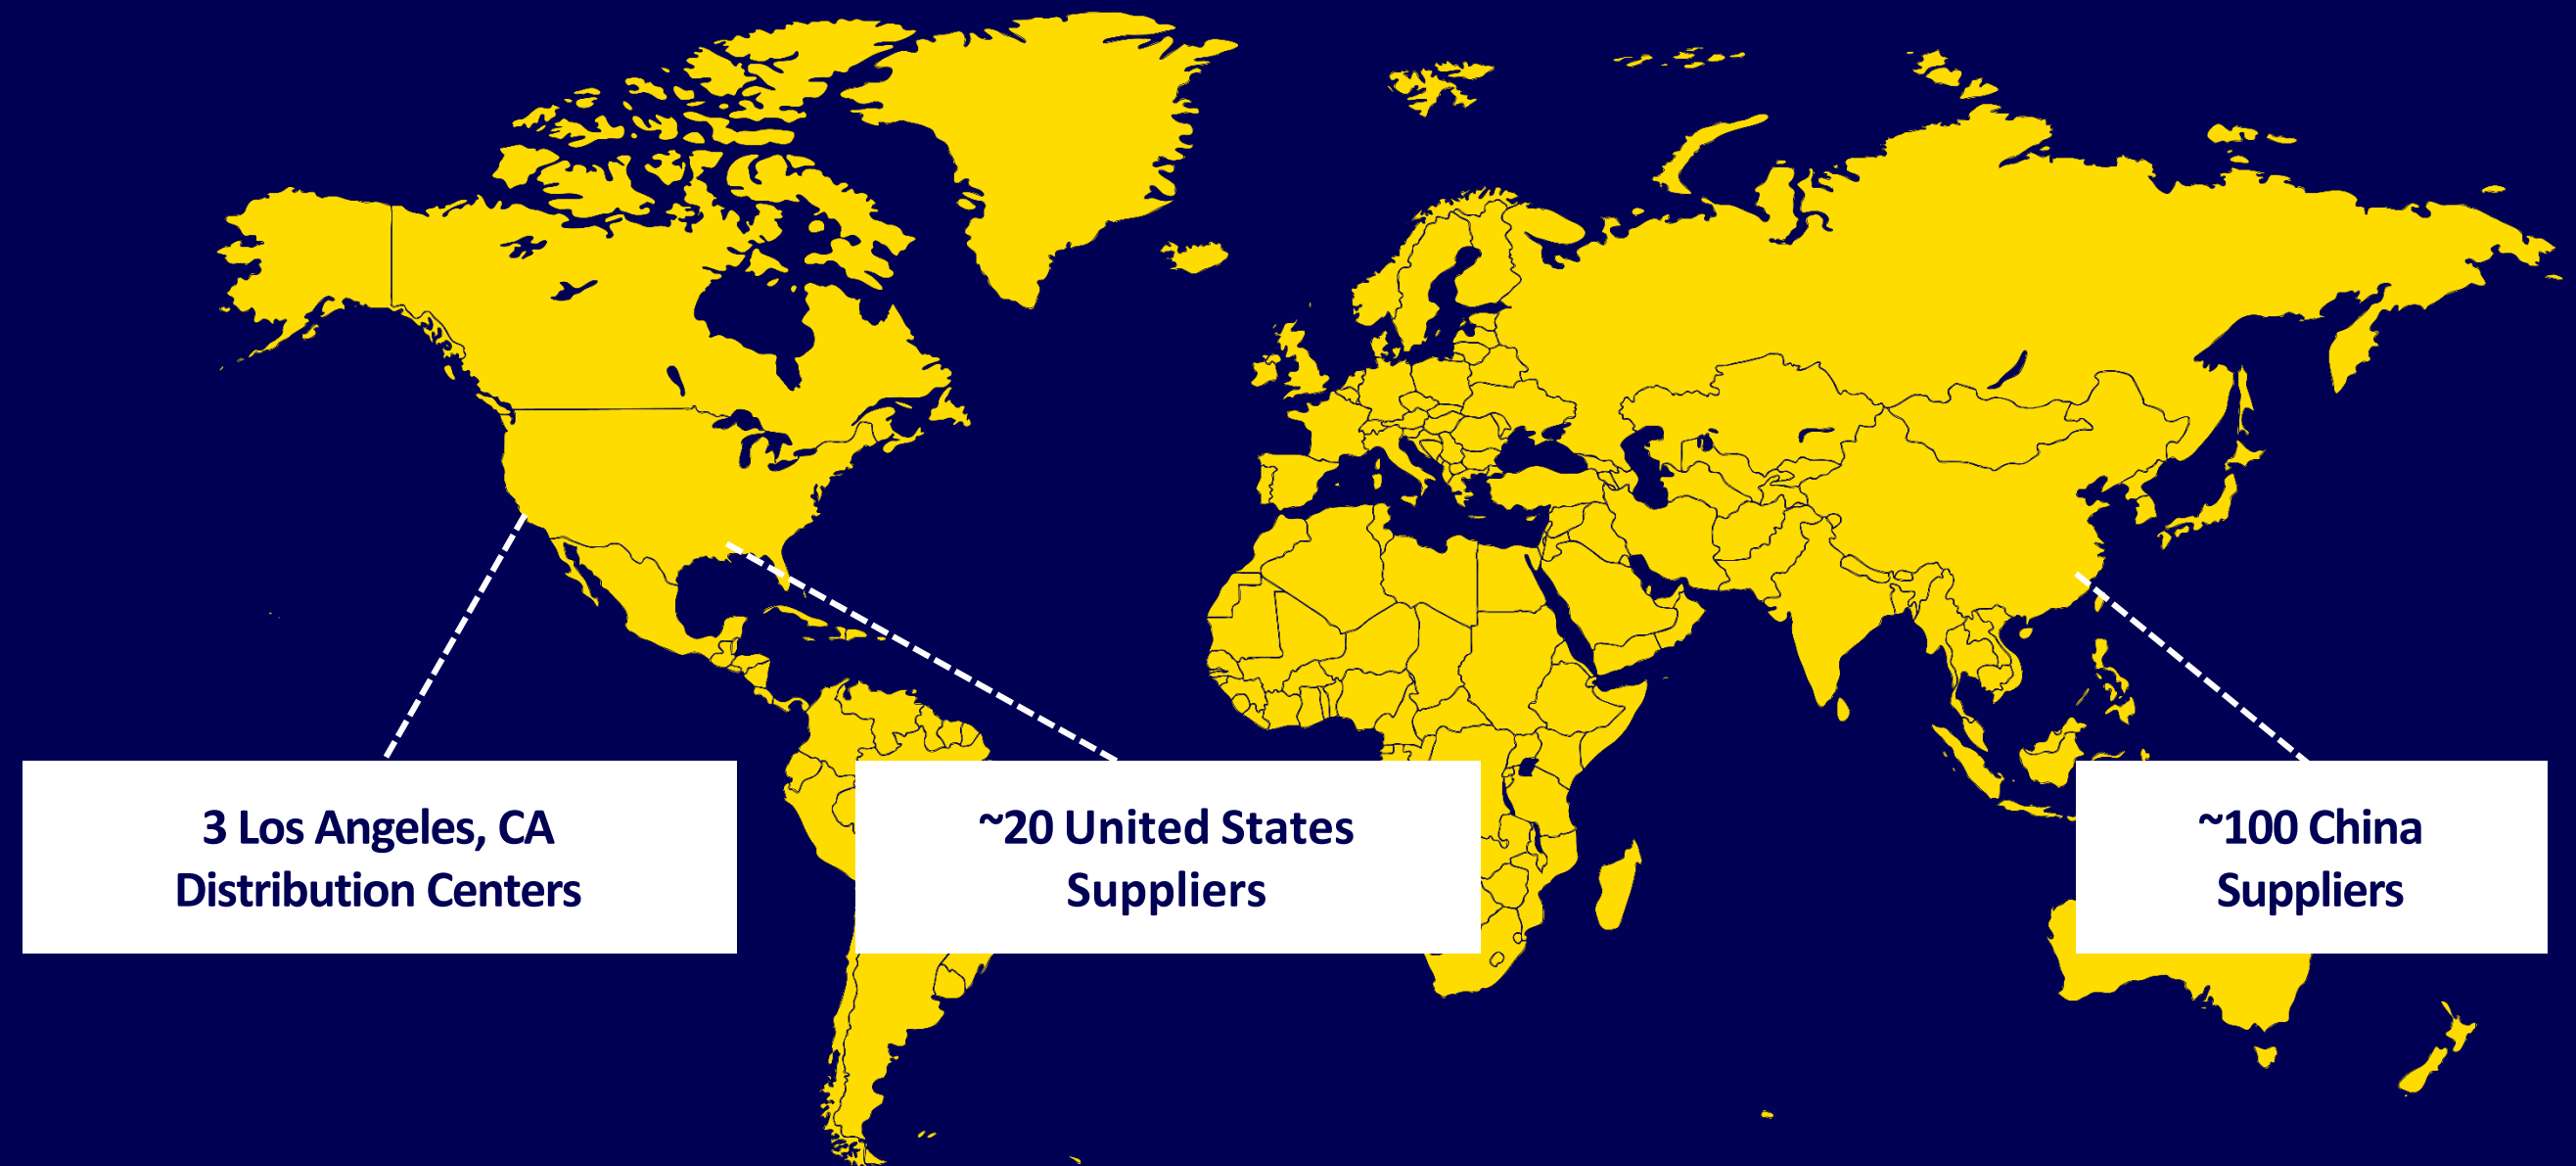 3 Los Angeles, CA
Distribution Centers
~20 United States
Suppliers
~100 China
Suppliers